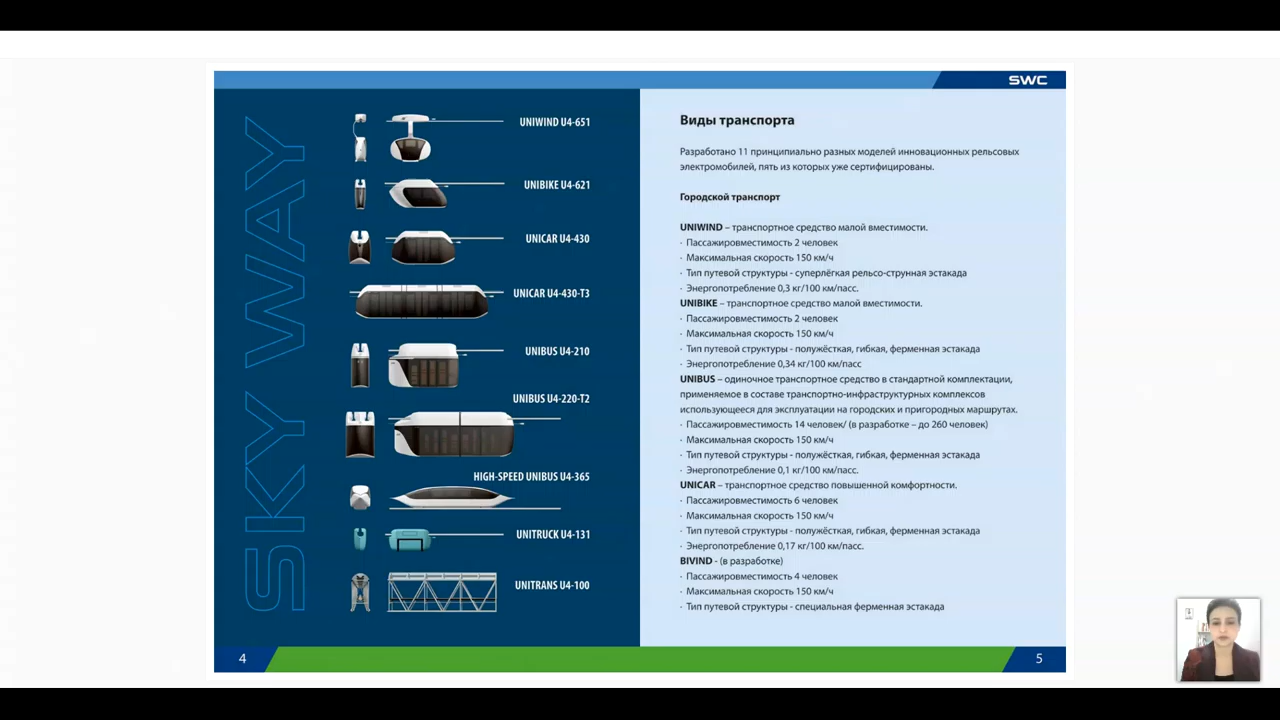 SWC
SKY WAY
UNIWIND U4-651
UNIBIKE U4-621
UNICAR U4-430
UNICAR U4-430-T3
UNIBUS U4-210
UNIBUS U4-220-T2
HIGH-SPEED UNIBUS U4-365
UNITRUCK U4-131
UNITRANS U4-100
4
Виды транспорта
Разработано 11 принципиально разных моделей инновационных рельсовых
электромобилей, пять из которых уже сертифицированы.
Городской транспорт
UNIWIND – транспортное средство малой вместимости.
· Пассажировместимость 2 человек
· Максимальная скорость 150 км/ч
· Тип путевой структуры - суперлёгкая рельсо-струнная эстакада
· Энергопотребление 0,3 кг/100 км/пасс.
UNIBIKE – транспортное средство малой вместимости.
· Пассажировместимость 2 человек
· Максимальная скорость 150 км/ч
· Тип путевой структуры - полужёсткая, гибкая, ферменная эстакада
· Энергопотребление 0,34 кг/100 км/пасс
UNIBUS – одиночное транспортное средство в стандартной комплектации,
применяемое в составе транспортно-инфраструктурных комплексов
использующееся для эксплуатации на городских и пригородных маршрутах.
· Пассажировместимость 14 человек/ (в разработке – до 260 человек)
· Максимальная скорость 150 км/ч
· Тип путевой структуры - полужёсткая, гибкая, ферменная эстакада
· Энергопотребление 0,1 кг/100 км/пасс.
UNICAR – транспортное средство повышенной комфортности.
· Пассажировместимость 6 человек
· Максимальная скорость 150 км/ч
· Тип путевой структуры - полужёсткая, гибкая, ферменная эстакада
· Энергопотребление 0,17 кг/100 км/пасс.
BIVIND - (в разработке)
· Пассажировместимость 4 человек
· Максимальная скорость 150 км/ч
· Тип путевой структуры - специальная ферменная эстакада
5